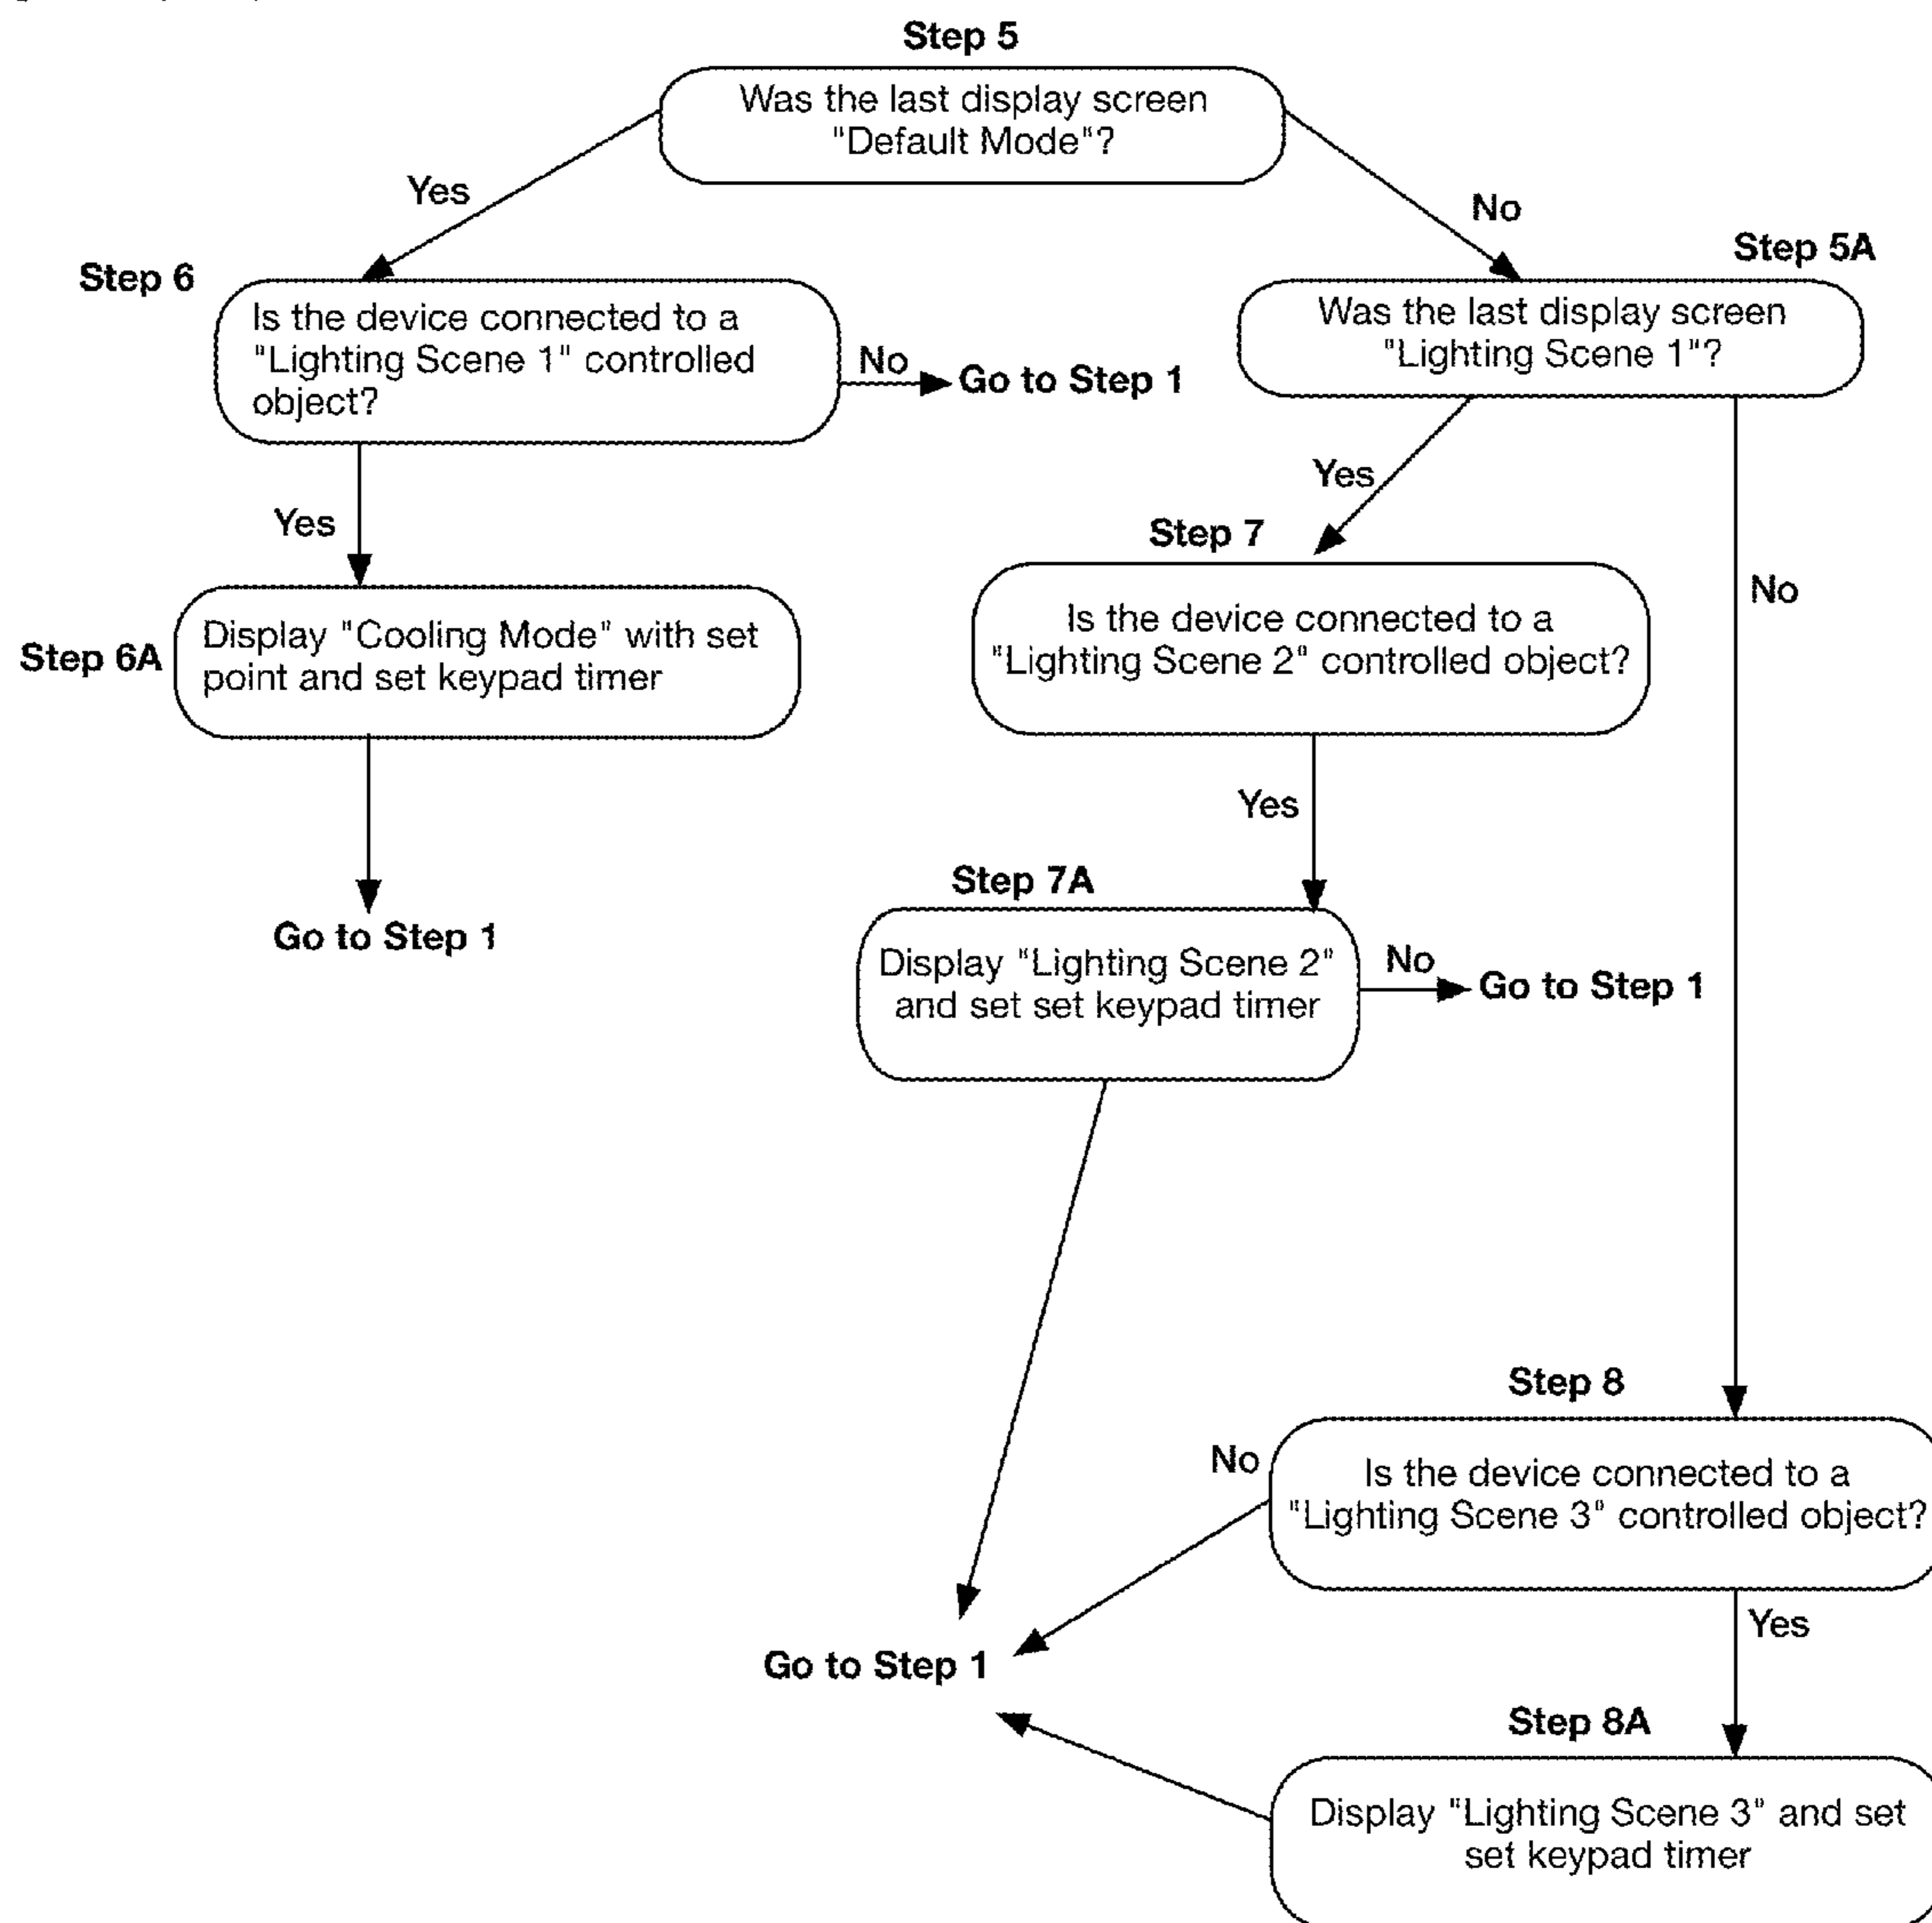 Step 5
Was the last display screen
"Default Mode"?
Yes
No
Step 6
Is the device connected to a
"Lighting Scene 1" controlled
object?
No
Go to Step 1
Step 5A
Was the last display screen
"Lighting Scene 1"?
Yes
Yes
No
Step 6A
Display "Cooling Mode" with set
point and set keypad timer
Go to Step 1
Step 7
Is the device connected to a
"Lighting Scene 2" controlled object?
Yes
Step 7A
Display "Lighting Scene 2"
and set set keypad timer
No
Go to Step 1
Step 8
Is the device connected to a
"Lighting Scene 3" controlled object?
No
Yes
Go to Step 1
Step 8A
Display "Lighting Scene 3" and set
set keypad timer